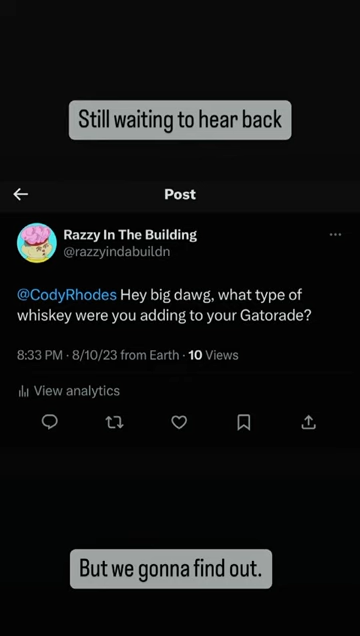 Still waiting to hear back
Post
Razzy In The Building
@razzyindabuildn
@CodyRhodes Hey big dawg, what type of
whiskey were you adding to your Gatorade?
8:33 PM · 8/10/23 from Earth · 10 Views
View analytics
But we gonna find out.